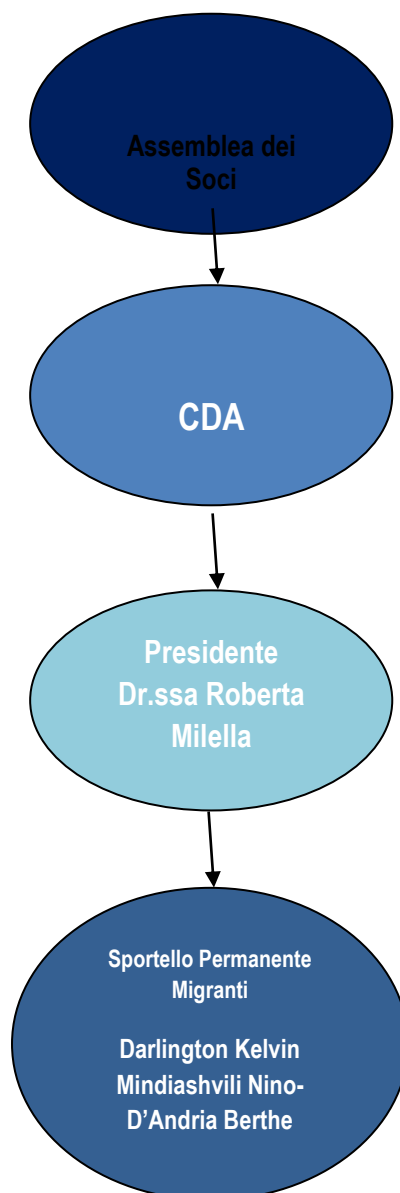 Assemblea dei
Soci
CDA
Presidente
Dr.ssa Roberta
Milella
Sportello Permanente
Migranti
Darlington Kelvin
Mindiashvili Nino-
D’Andria Berthe